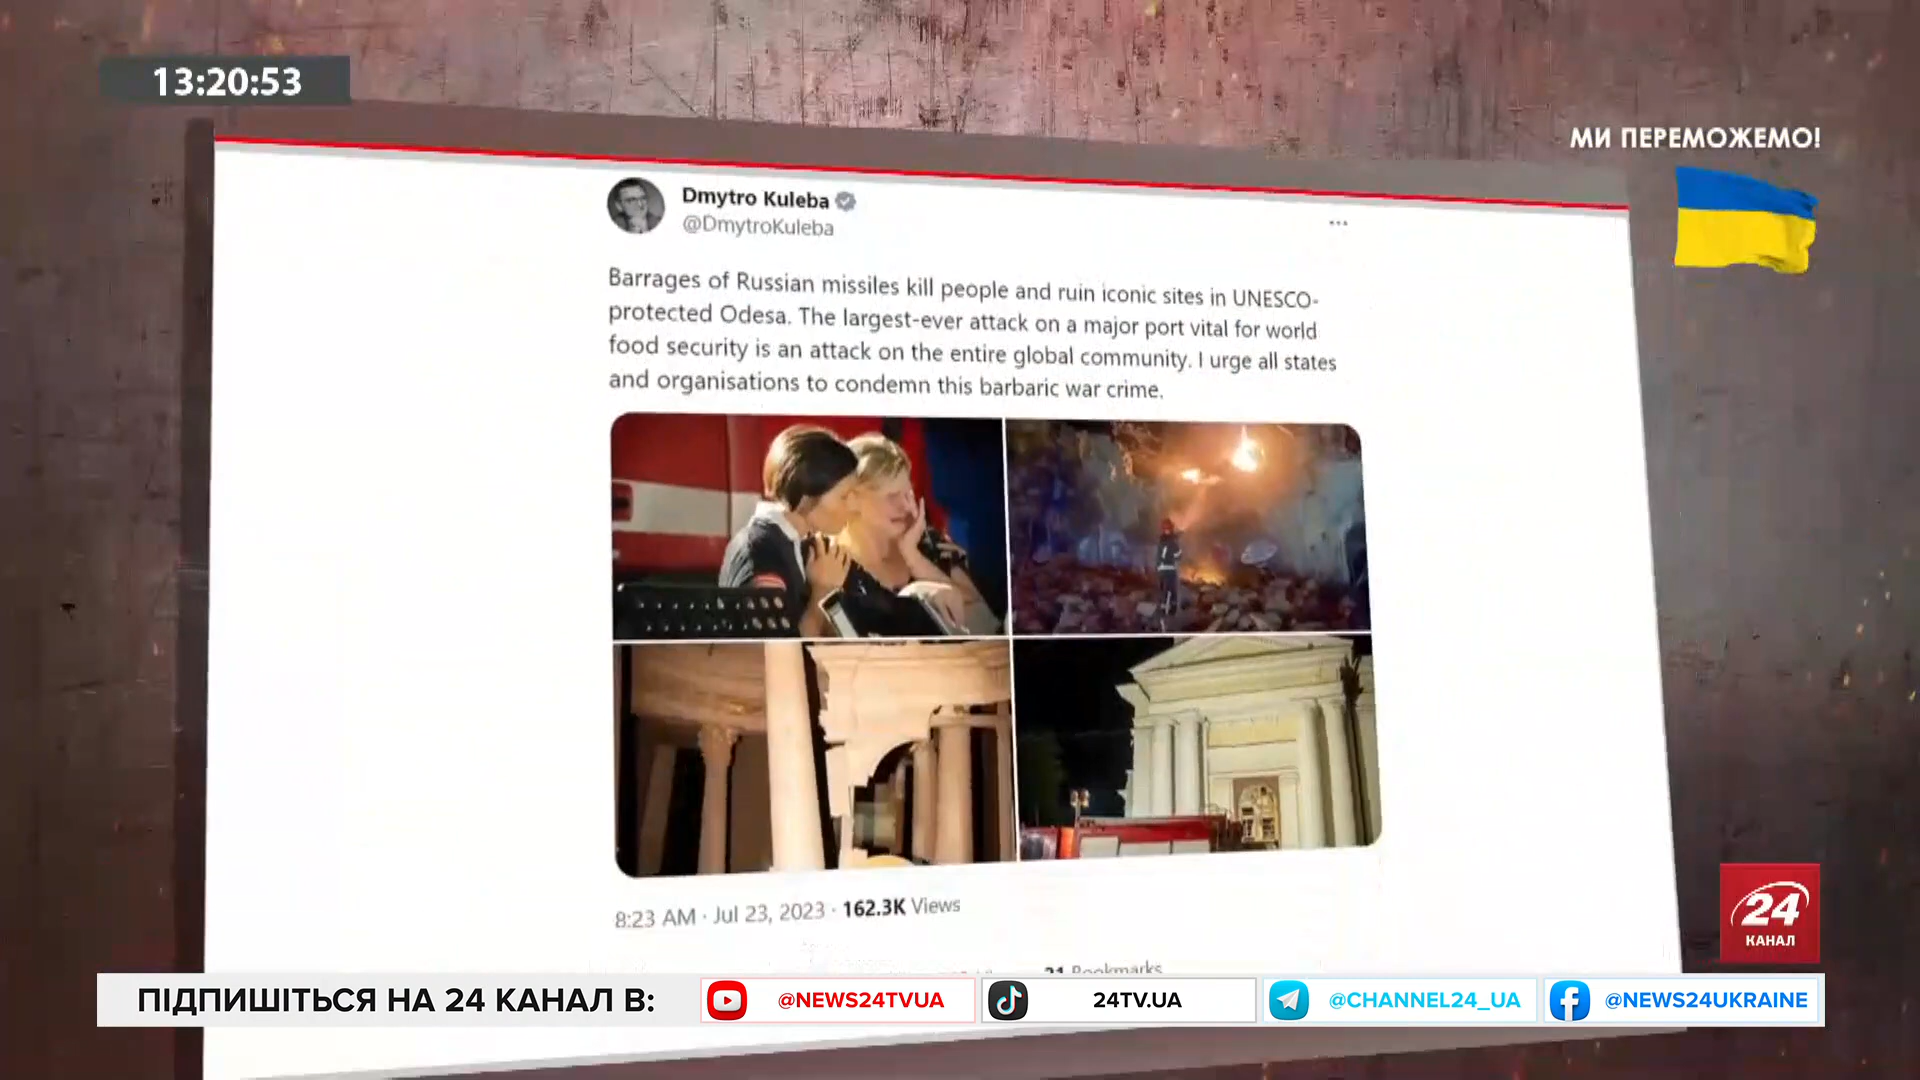 13:20:53
МИ ПЕРЕМОЖЕМО!
Dmytro Kuleba
@DmytroKuleba
Barrages of Russian missiles kill people and ruin iconic sites in UNESCO-
protected Odesa. The largest-ever attack on a major port vital for world
food security is an attack on the entire global community. I urge all states
and organisations to condemn this barbaric war crime.
8:23 AM · Jul 23, 2023 · 162.3K Views
21 Bookmarks
24
КАНАЛ
ПІДПИШІТЬСЯ НА 24 КАНАЛ В:
@NEWS24TVUA
24TV.UA
@CHANNEL24_UA
@NEWS24UKRAINE